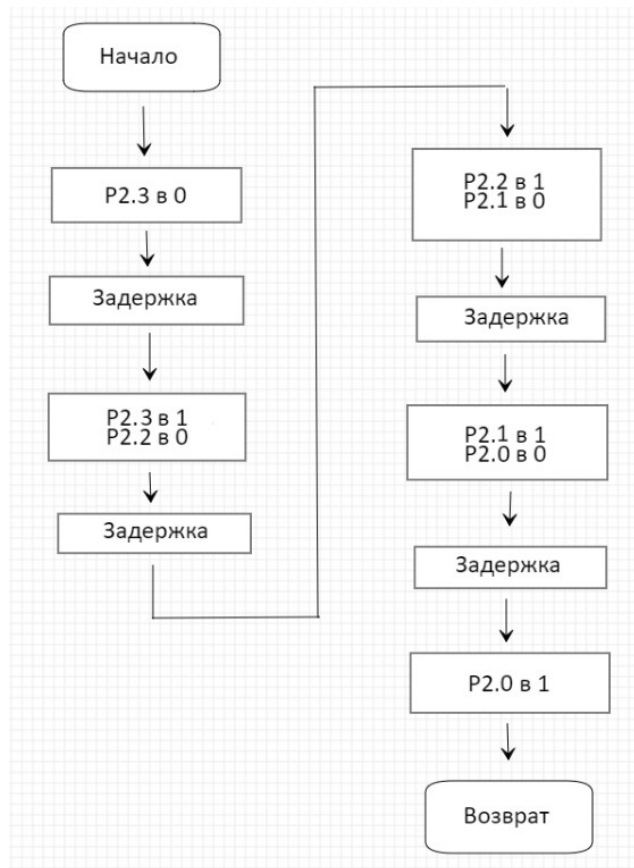 Начало
P2.3 в 0
Задержка
P2.3 в 1
P2.2 в 0
Задержка
P2.2 в 1
P2.1 в 0
Задержка
P2.1 в 1
P2.0 в 0
Задержка
P2.0 в 1
Возврат